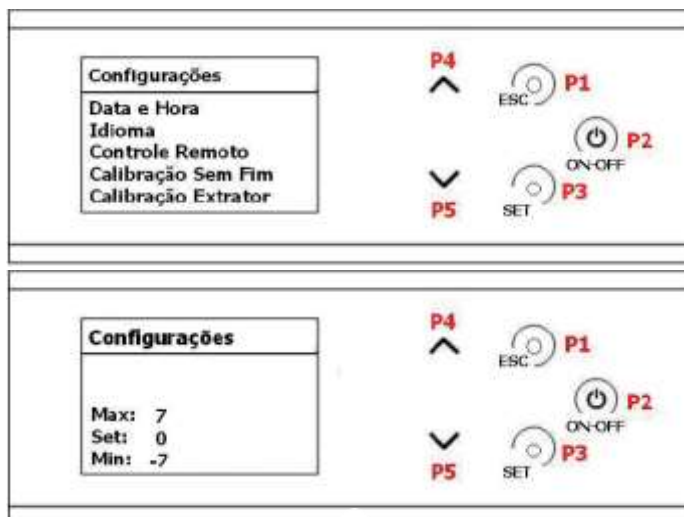 Configurações
Data e Hora
Idioma
Controle Remoto
Calibração Sem Fim
Calibração Extrator
P4
ESC
P1
P2
ON-OFF
P5
SET
P3
Configurações
Max: 7
Set: 0
Min: -7
P4
ESC
P1
P2
ON-OFF
P5
SET
P3